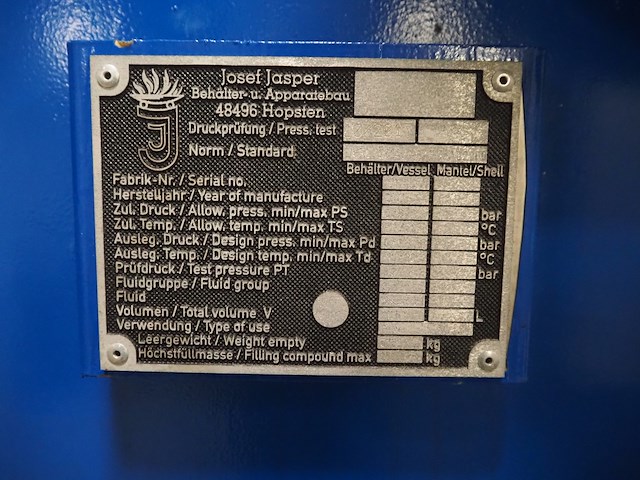 Josef Jasper
Behälter- u. Apparatebau
48496 Hopsten
Druckprüfung / Press. test
Norm / Standard
Behälter/Vessel Mantel/Shell
Fabrik-Nr. / Serial no.
Herstelljahr / Year of manufacture
Zul. Druck / Allow. press. min/max PS bar
Zul. Temp. / Allow. temp. min/max TS °C
Ausleg. Druck / Design press. min/max Pd bar
Ausleg. Temp. / Design temp. min/max Td °C
Prüfdruck / Test pressure PT bar
Fluidgruppe / Fluid group
Fluid
Volumen / Total volume V L
Verwendung / Type of use
Leergewicht / Weight empty kg
Höchstfüllmasse / Filling compound max kg
J